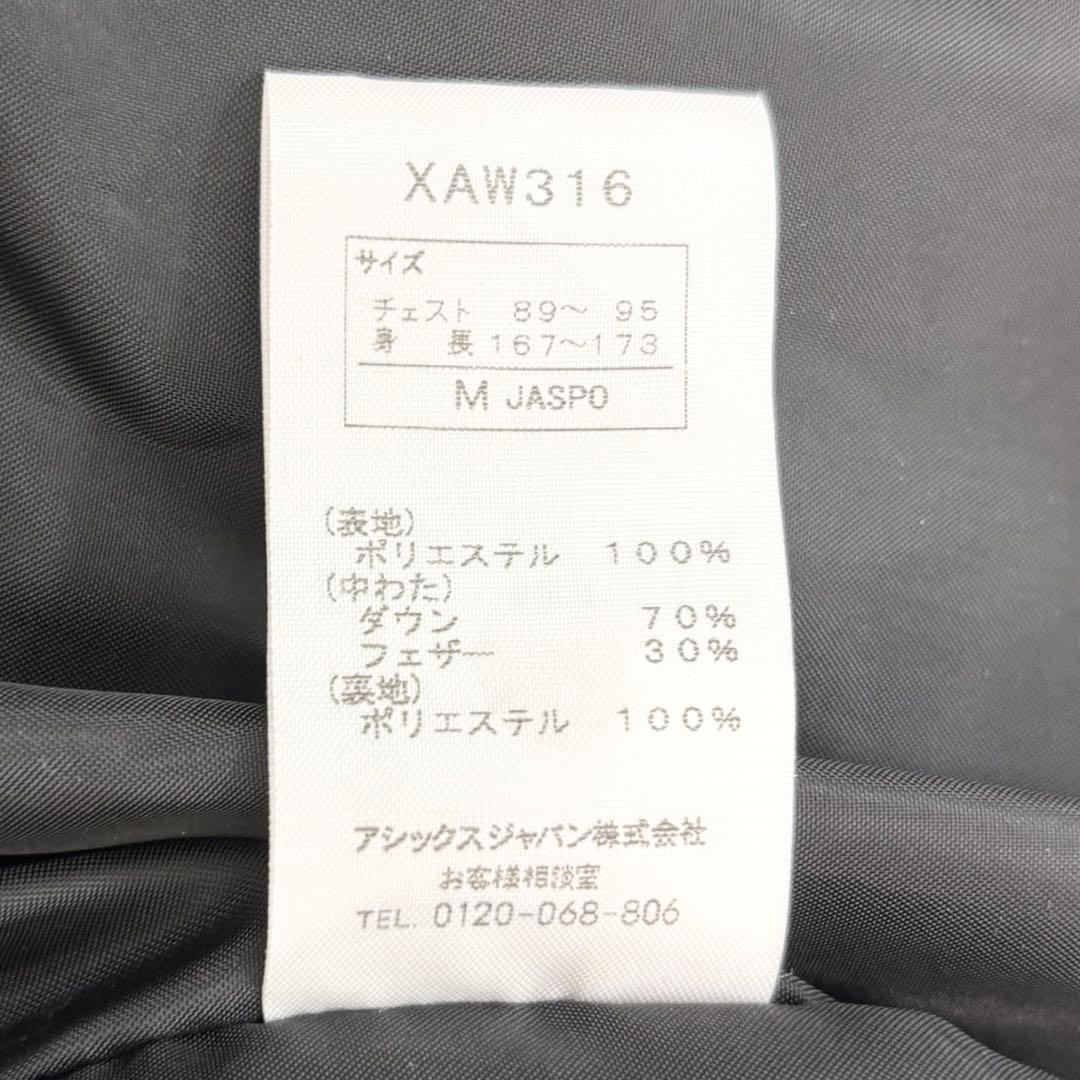 XAW316
サイズ
チェスト 89～ 95
身 長 167～173
M JASPO
(表地)
ポリエステル 100%
(中わた)
ダウン 70%
フェザー 30%
(裏地)
ポリエステル 100%
アシックスジャパン株式会社
お客様相談室
TEL. 0120-068-806